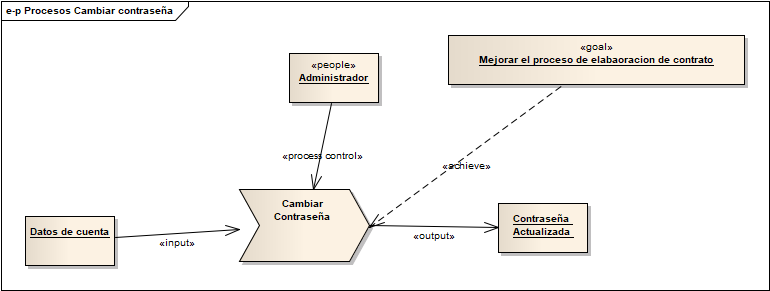 e-p Procesos Cambiar contraseña
«goal»
Mejorar el proceso de elabaoracion de contrato
«people»
Administrador
«process control»
«achieve»
Cambiar
Contraseña
Contraseña
Actualizada
Datos de cuenta
«input»
«output»